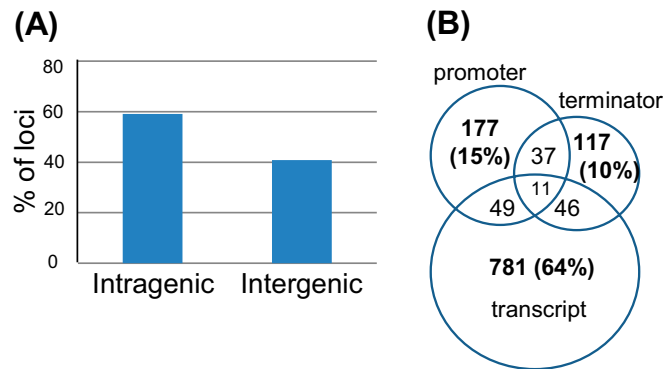 (A)
% of loci
80
60
40
20
0
Intragenic
Intergenic
(B)
promoter
terminator
177
(15%)
37
117
(10%)
11
49
46
781 (64%)
transcript